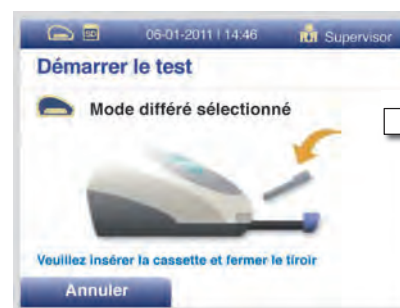 SD 06-01-2011 | 14:46 Supervisor
Démarrer le test
Mode différé sélectionné
Veuillez insérer la cassette et fermer le tiroir
Annuler